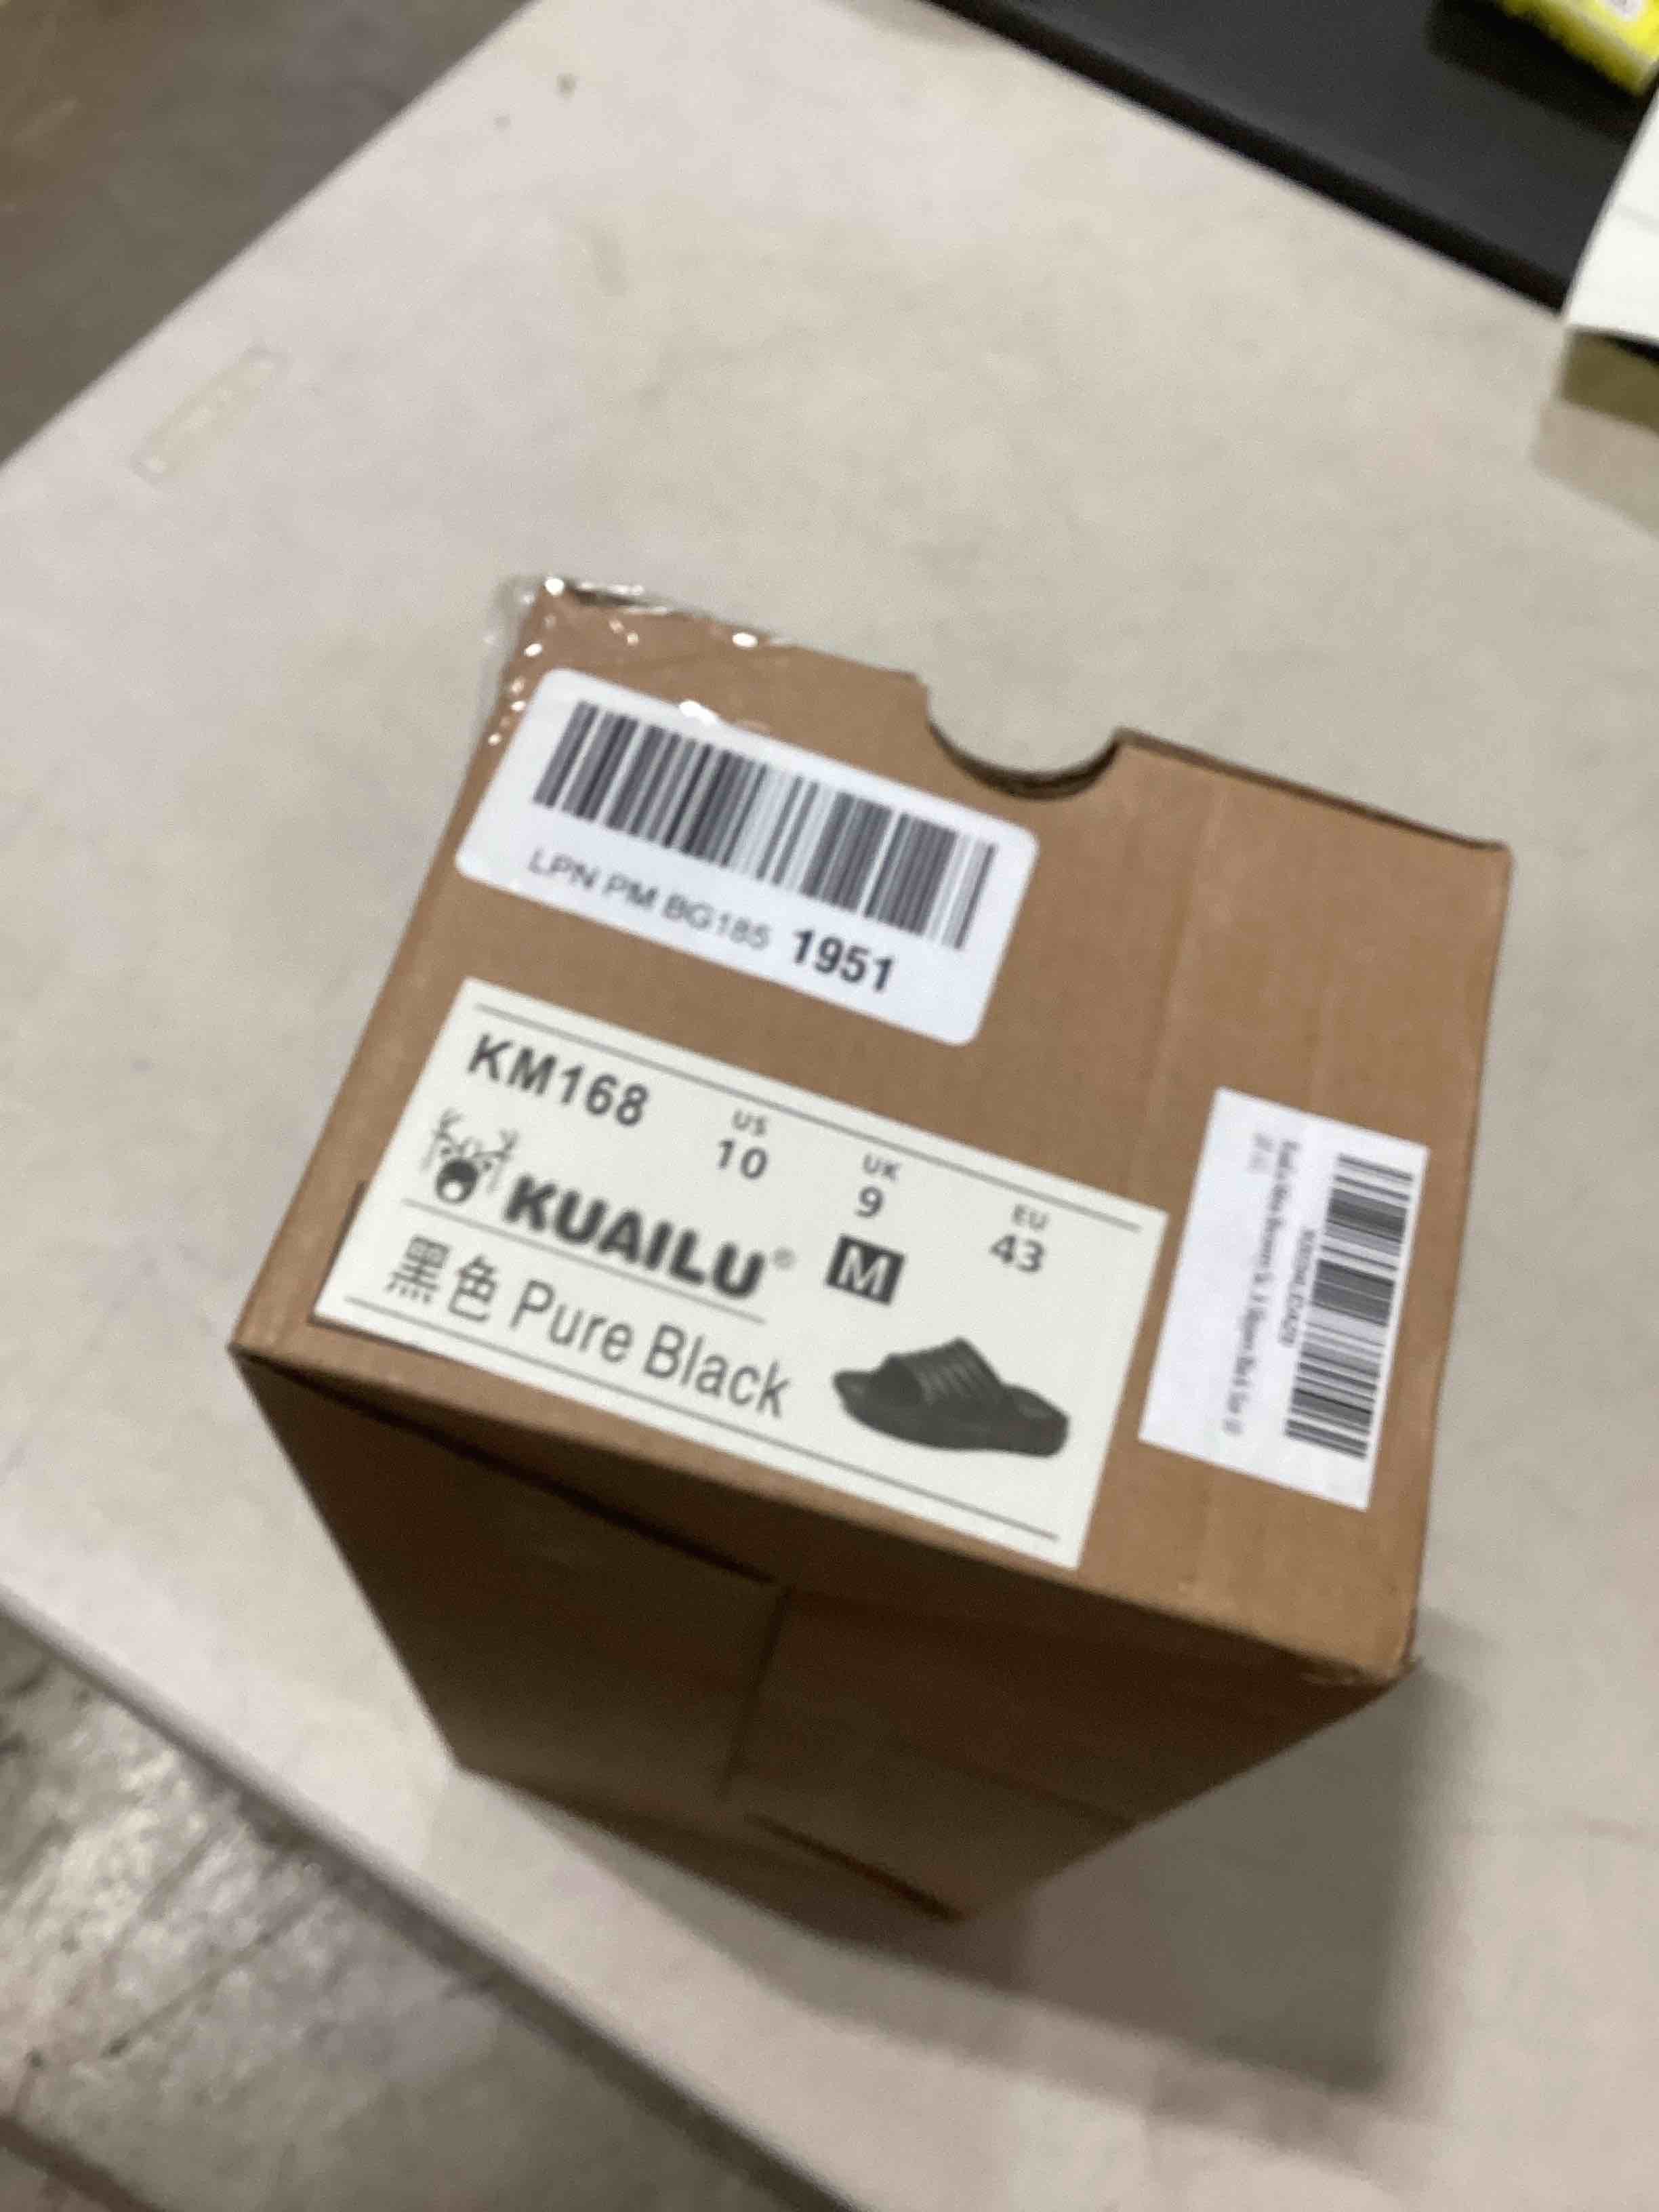 LPN PM BG185 1951
KM168
US UK EU
10 9 43
KUAILU® M
黑色 Pure Black